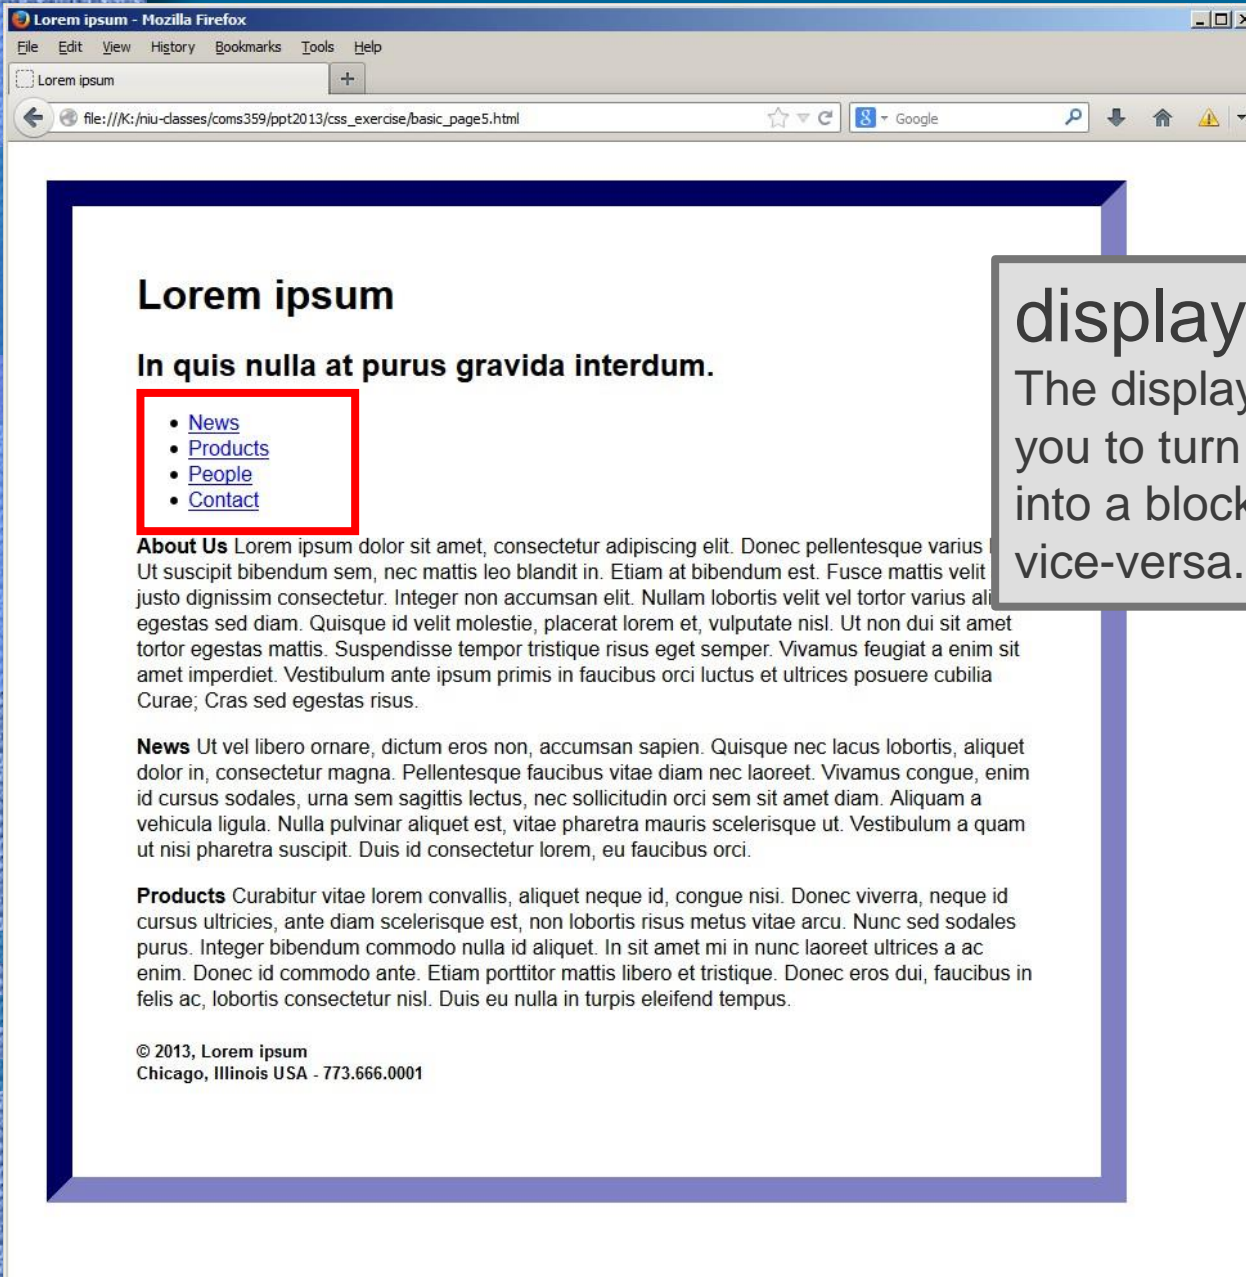 Lorem ipsum - Mozilla Firefox
File Edit View History Bookmarks Tools Help
Lorem ipsum
file:///K:/niu-classes/coms359/ppt2013/css_exercise/basic_page5.html
Google
Lorem ipsum
In quis nulla at purus gravida interdum.
News
Products
People
Contact
display
The display
you to turn
into a block
vice-versa.
About Us Lorem ipsum dolor sit amet, consectetur adipiscing elit. Donec pellentesque varius
Ut suscipit bibendum sem, nec mattis leo blandit in. Etiam at bibendum est. Fusce mattis velit
justo dignissim consectetur. Integer non accumsan elit. Nullam lobortis velit vel tortor varius
egestas sed diam. Quisque id velit molestie, placerat lorem et, vulputate nisl. Ut non dui sit amet
tortor egestas mattis. Suspendisse tempor tristique risus eget semper. Vivamus feugiat a enim sit
amet imperdiet. Vestibulum ante ipsum primis in faucibus orci luctus et ultrices posuere cubilia
Curae; Cras sed egestas risus.
News Ut vel libero ornare, dictum eros non, accumsan sapien. Quisque nec lacus lobortis, aliquet
dolor in, consectetur magna. Pellentesque faucibus vitae diam nec laoreet. Vivamus congue, enim
id cursus sodales, urna sem sagittis lectus, nec sollicitudin orci sem sit amet diam. Aliquam a
vehicula ligula. Nulla pulvinar aliquet est, vitae pharetra mauris scelerisque ut. Vestibulum a quam
ut nisi pharetra suscipit. Duis id consectetur lorem, eu faucibus orci.
Products Curabitur vitae lorem convallis, aliquet neque id, congue nisi. Donec viverra, neque id
cursus ultricies, ante diam scelerisque est, non lobortis risus metus vitae arcu. Nunc sed sodales
purus. Integer bibendum commodo nulla id aliquet. In sit amet mi in nunc laoreet ultrices a ac
enim. Donec id commodo ante. Etiam porttitor mattis libero et tristique. Donec eros dui, faucibus in
felis ac, lobortis consectetur nisl. Duis eu nulla in turpis eleifend tempus.
© 2013, Lorem ipsum
Chicago, Illinois USA - 773.666.0001